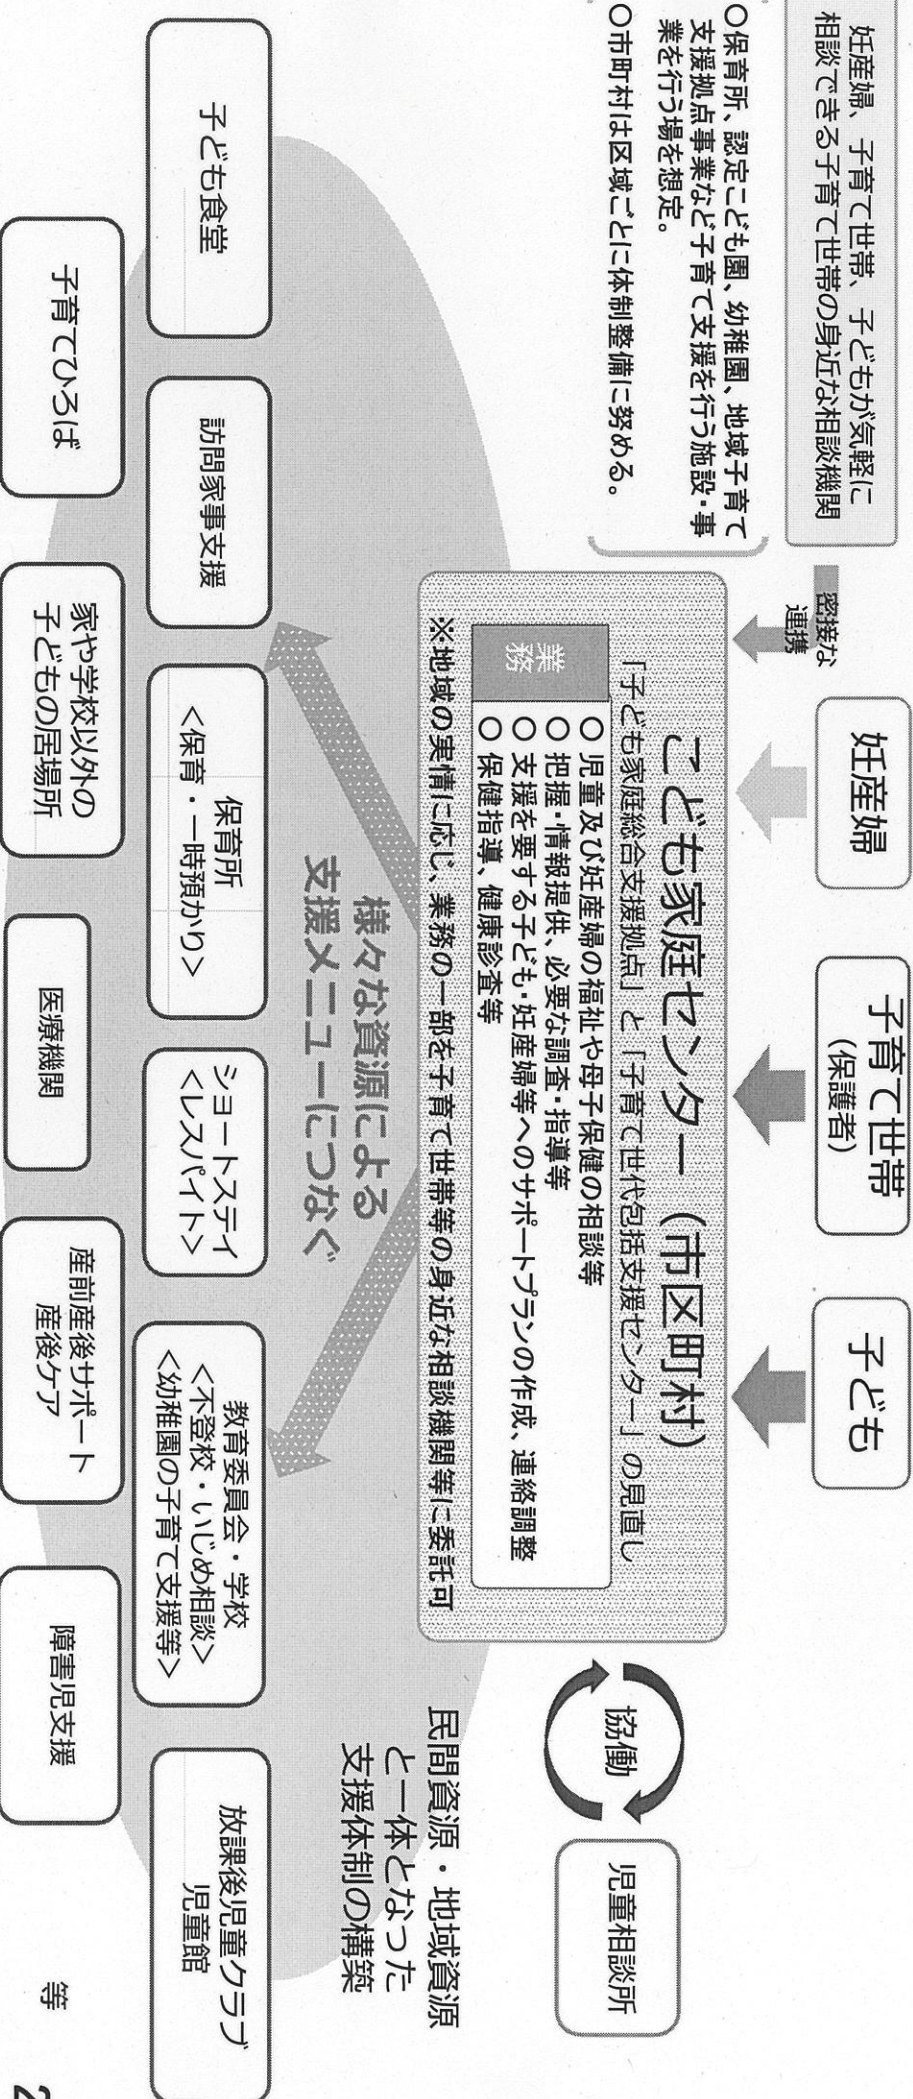 妊産婦、子育て世帯、子どもが気軽に
相談できる子育て世帯の身近な相談機関
○保育所、認定こども園、幼稚園、地域子育て
支援拠点事業など子育て支援を行う施設・事
業を行う場を想定。
○市町村は区域ごとに体制整備に努める。
密接な
連携
妊産婦
子育て世帯
(保護者)
子ども
こども家庭センター（市区町村）
「子ども家庭総合支援拠点」と「子育て世代包括支援センター」の見直し
業務
○ 児童及び妊産婦の福祉や母子保健の相談等
○ 把握・情報提供、必要な調査・指導等
○ 支援を要する子ども・妊産婦等へのサポートプランの作成、連絡調整
○ 保健指導、健康診査等
※地域の実情に応じ、業務の一部を子育て世帯等の身近な相談機関等に委託可
協働
児童相談所
様々な資源による
支援メニューにつなぐ
民間資源・地域資源
と一体となった
支援体制の構築
子ども食堂
訪問家事支援
保育所
<保育・一時預かり>
ショートステイ
<レスパイト>
教育委員会・学校
<不登校・いじめ相談>
<幼稚園の子育て支援等>
放課後児童クラブ
児童館
子育てひろば
家や学校以外の
子どもの居場所
医療機関
産前産後サポート
産後ケア
障害児支援
等
2